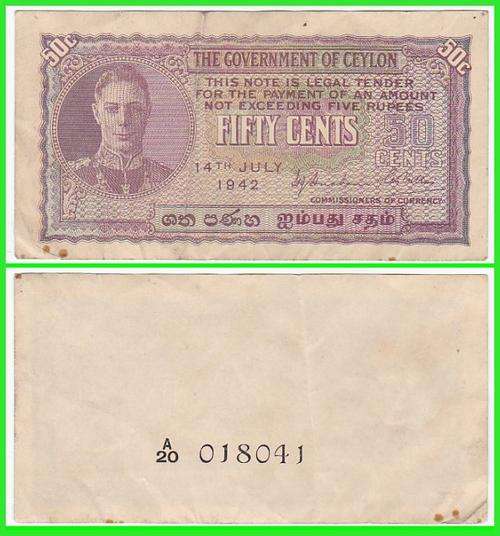 50c
50c
THE GOVERNMENT OF CEYLON
THIS NOTE IS LEGAL TENDER
FOR THE PAYMENT OF AN AMOUNT
NOT EXCEEDING FIVE RUPEES
FIFTY CENTS
50
CENTS
14TH JULY
1942
COMMISSIONERS OF CURRENCY
ශත පණහ ஐம்பது சதம்
A
20 018041